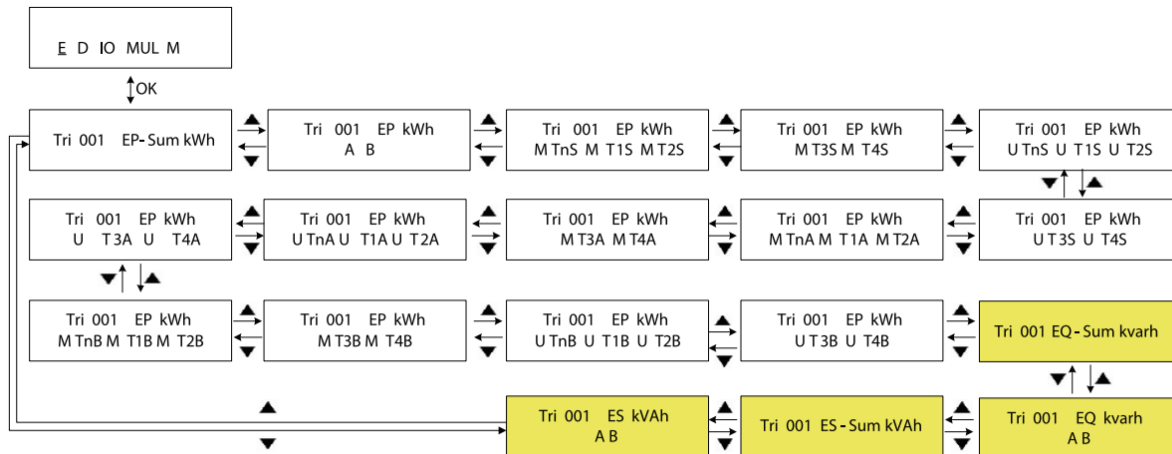 E D IO MUL M
OK
Tri 001 EP-Sum kWh
Tri 001 EP kWh
A B
Tri 001 EP kWh
M TnS M T1S M T2S
Tri 001 EP kWh
M T3S M T4S
Tri 001 EP kWh
U TnS U T1S U T2S
Tri 001 EP kWh
U T3A U T4A
Tri 001 EP kWh
U TnA U T1A U T2A
Tri 001 EP kWh
M T3A M T4A
Tri 001 EP kWh
M TnA M T1A M T2A
Tri 001 EP kWh
U T3S U T4S
Tri 001 EP kWh
M TnB M T1B M T2B
Tri 001 EP kWh
M T3B M T4B
Tri 001 EP kWh
U TnB U T1B U T2B
Tri 001 EP kWh
U T3B U T4B
Tri 001 EQ-Sum kvarh
Tri 001 ES kVAh
A B
Tri 001 ES-Sum kVAh
Tri 001 EQ kvarh
A B